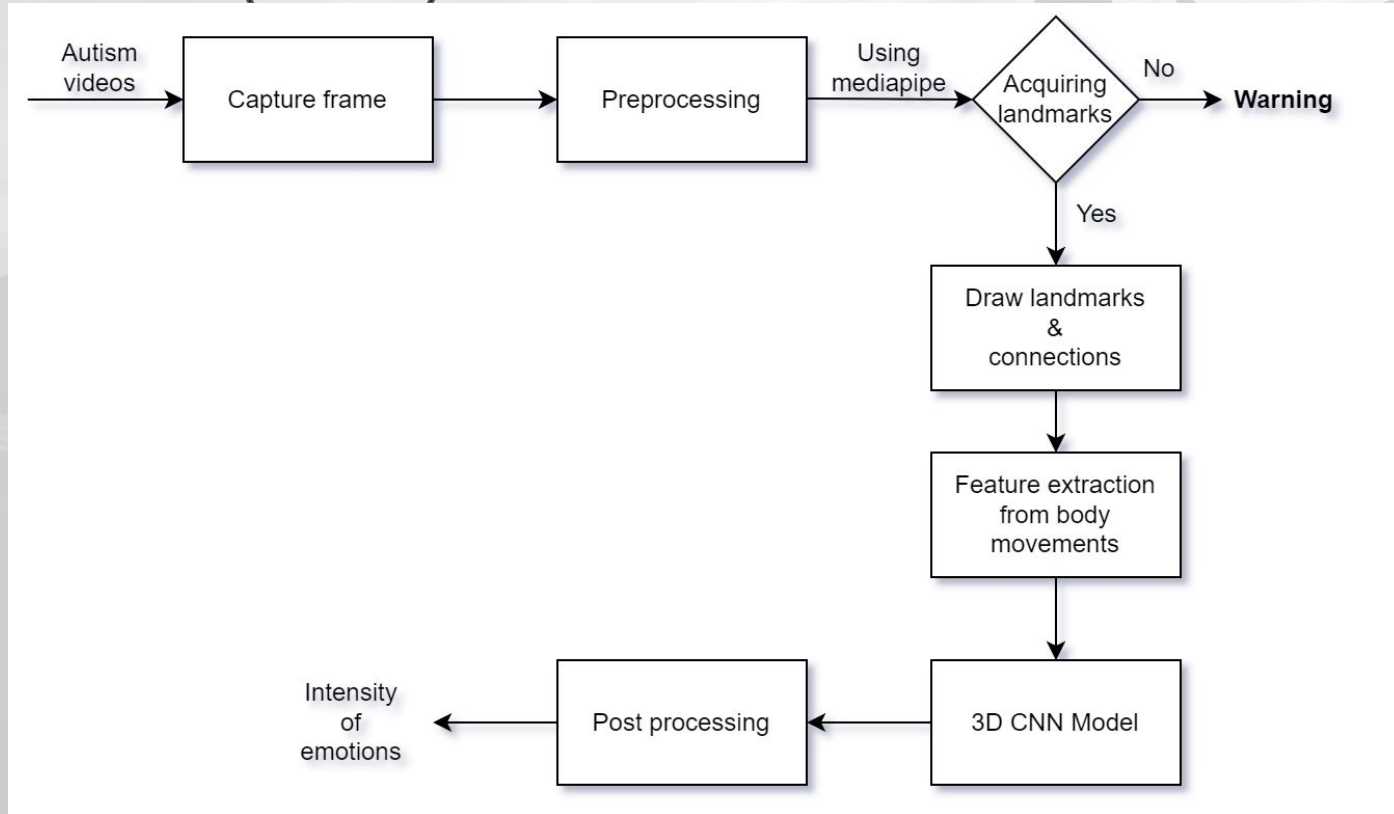 Autism
videos
Capture frame
Preprocessing
Using
mediapipe
Acquiring
landmarks
No
Warning
Yes
Draw landmarks
&
connections
Feature extraction
from body
movements
3D CNN Model
Post processing
Intensity
of
emotions